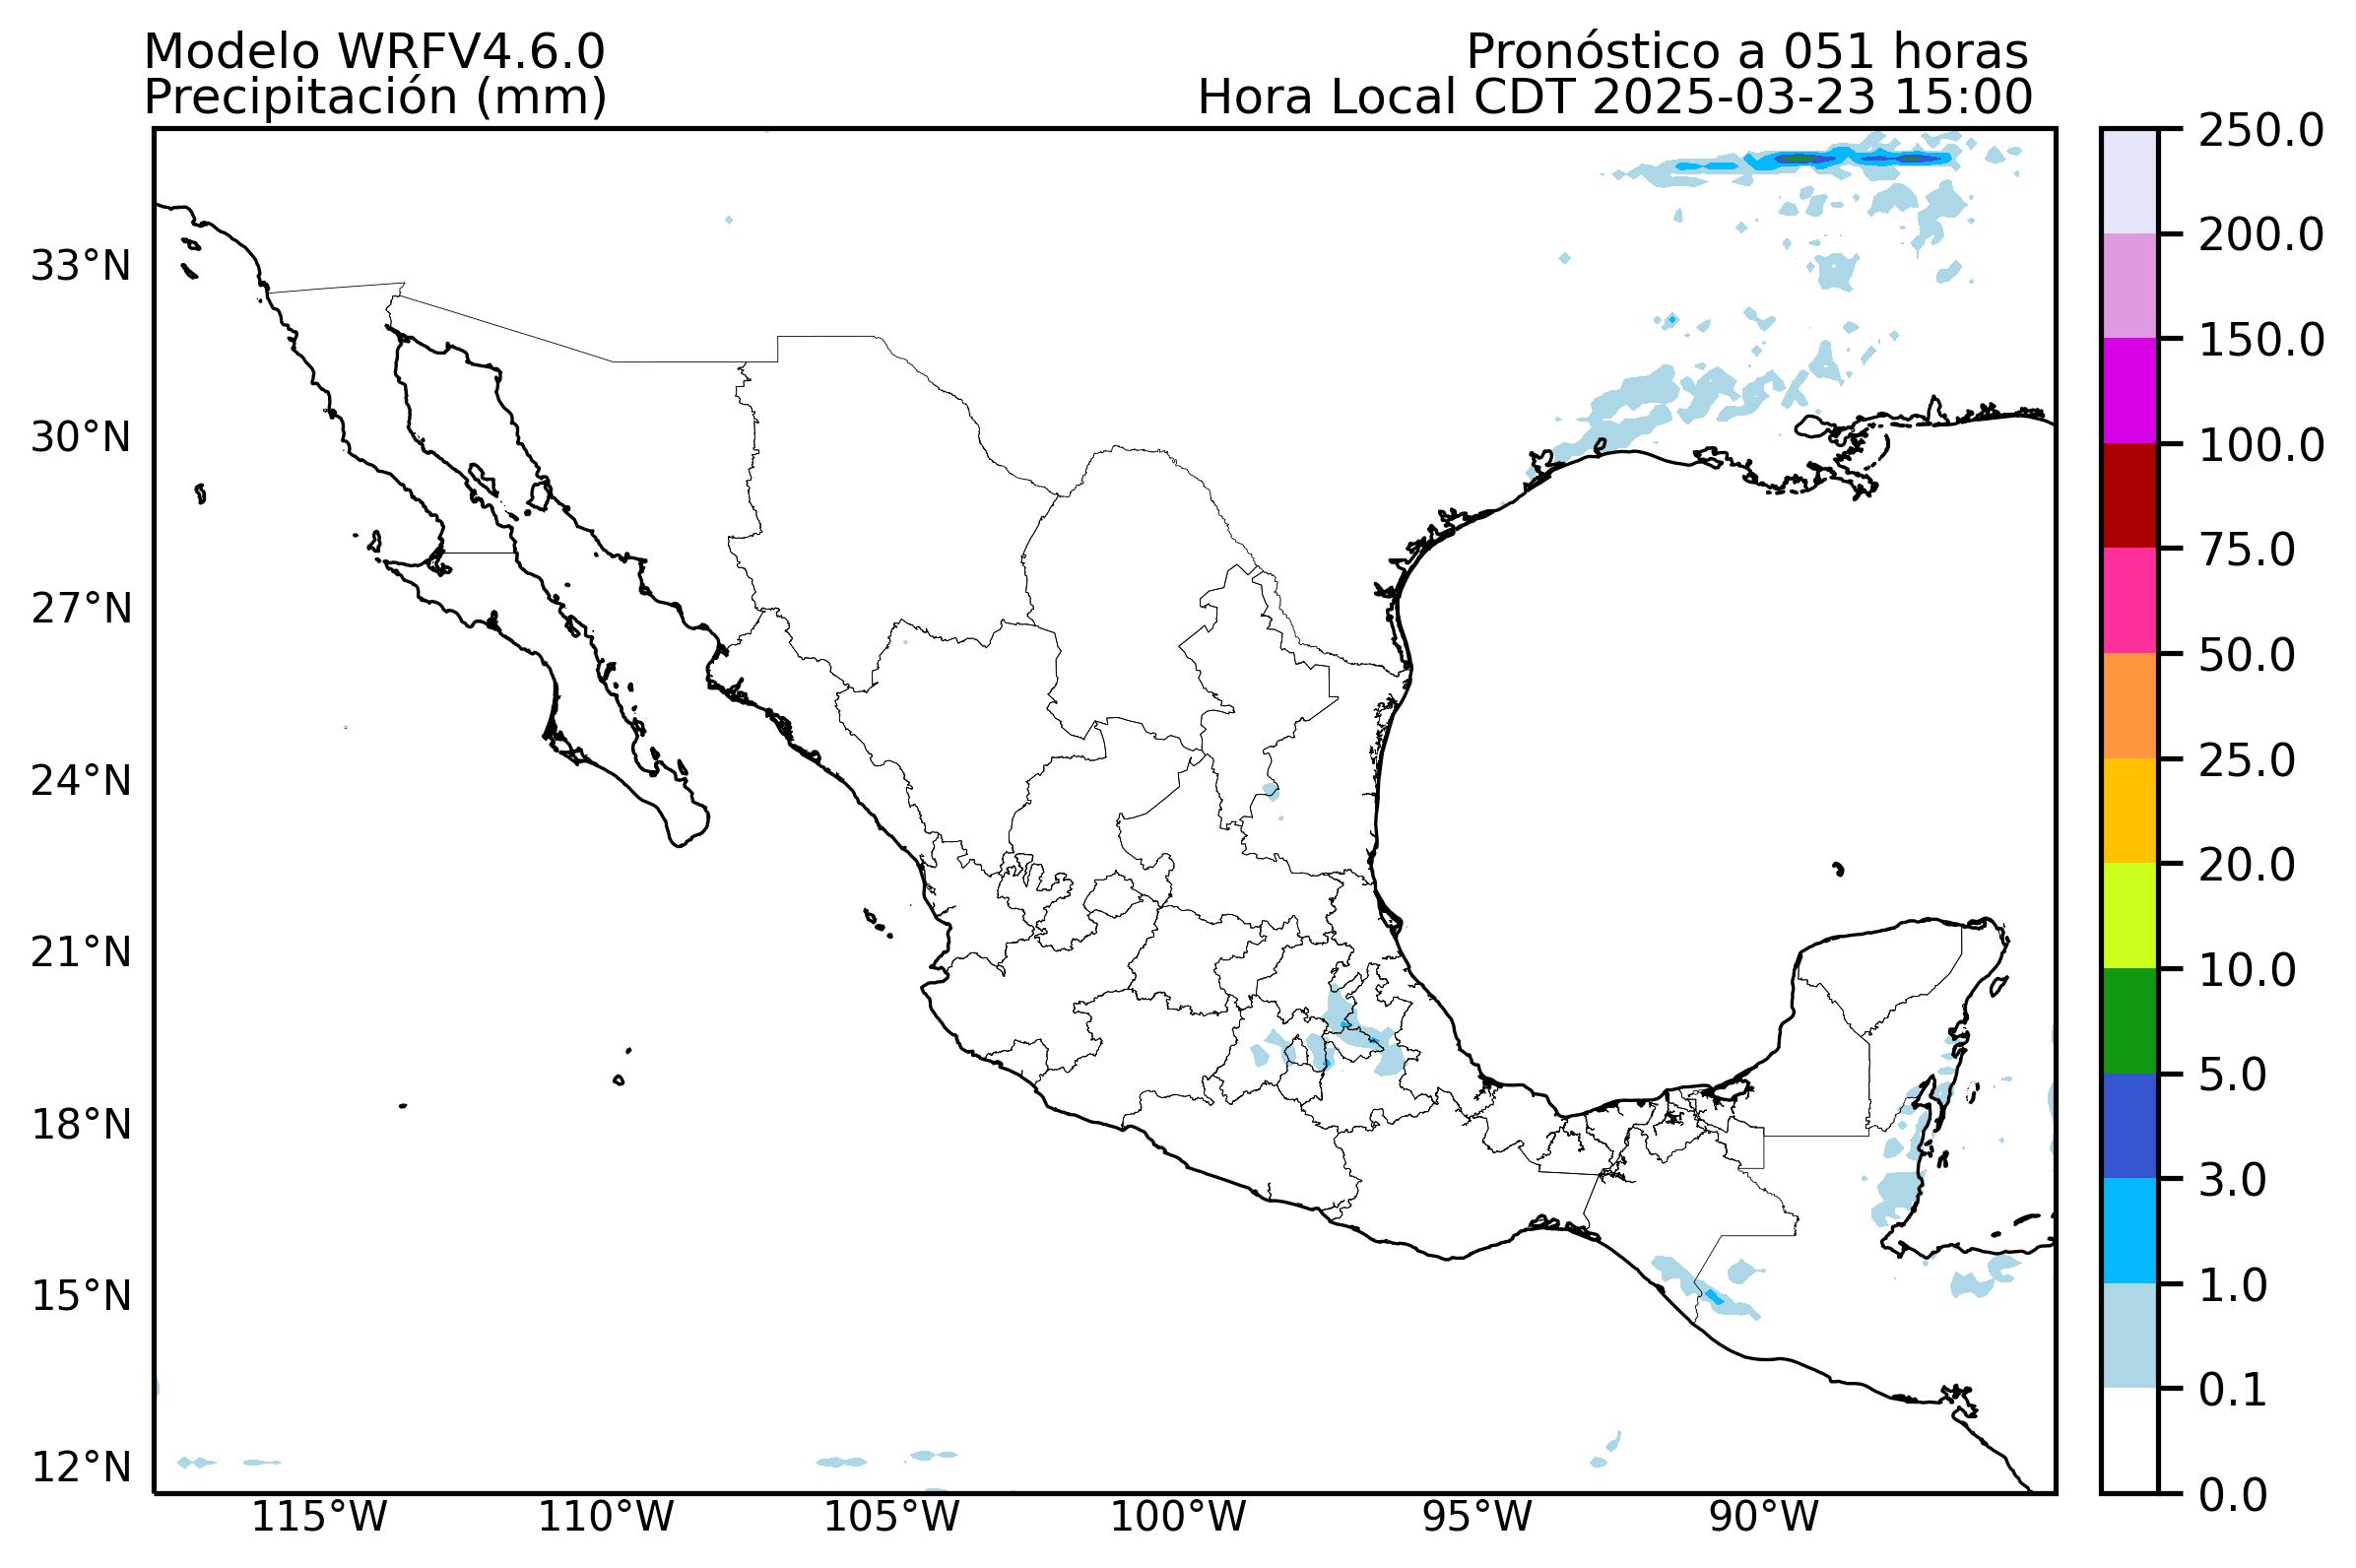 Modelo WRFV4.6.0
Pronóstico a 051 horas
Precipitación (mm)
Hora Local CDT 2025-03-23 15:00
33°N
30°N
27°N
24°N
21°N
18°N
15°N
12°N
115°W
110°W
105°W
100°W
95°W
90°W
250.0
200.0
150.0
100.0
75.0
50.0
25.0
20.0
10.0
5.0
3.0
1.0
0.1
0.0